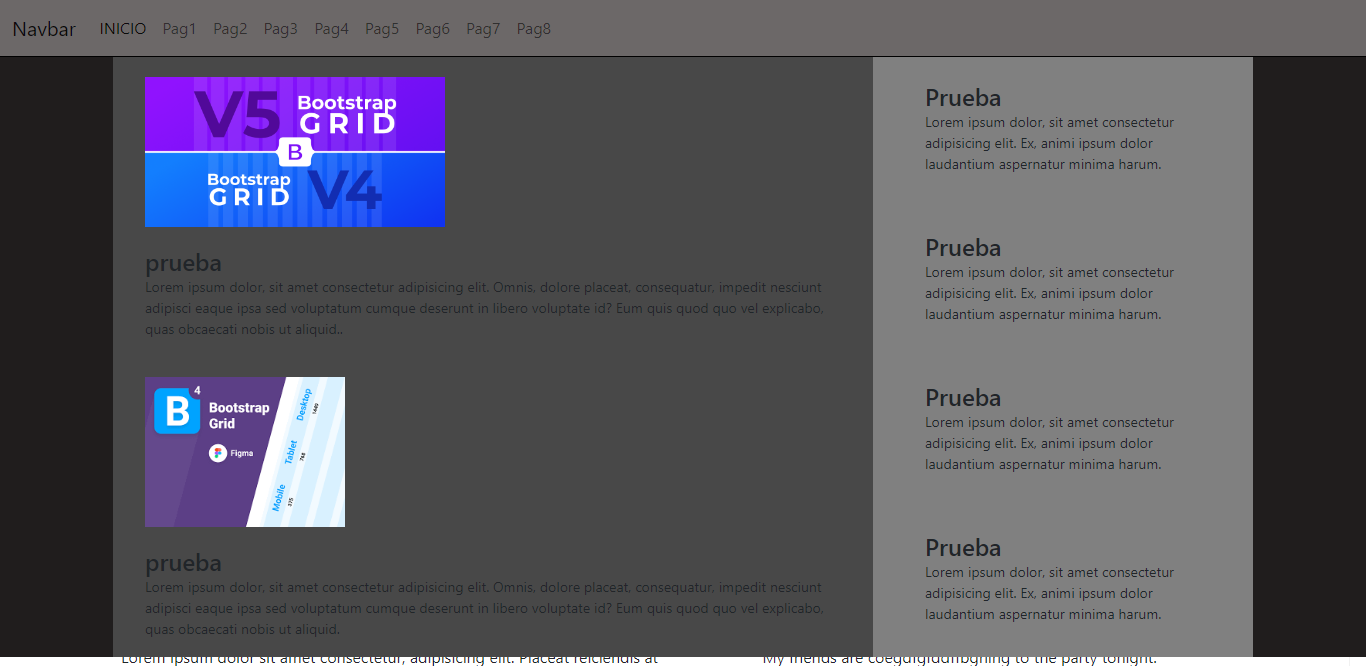 Navbar INICIO Pag1 Pag2 Pag3 Pag4 Pag5 Pag6 Pag7 Pag8
V5 Bootstrap
GRID
B
Bootstrap
GRID V4
prueba
Lorem ipsum dolor, sit amet consectetur adipisicing elit. Omnis, dolore placeat, consequatur, impedit nesciunt
adipisci eaque ipsa sed voluptatum cumque deserunt in libero voluptate id? Eum quis quod quo vel explicabo,
quas obcaecati nobis ut aliquid..
B 4
Bootstrap
Grid
Figma
Desktop
1440
Tablet
768
Mobile
375
prueba
Lorem ipsum dolor, sit amet consectetur adipisicing elit. Omnis, dolore placeat, consequatur, impedit nesciunt
adipisci eaque ipsa sed voluptatum cumque deserunt in libero voluptate id? Eum quis quod quo vel explicabo,
quas obcaecati nobis ut aliquid.
Prueba
Lorem ipsum dolor, sit amet consectetur
adipisicing elit. Ex, animi ipsum dolor
laudantium aspernatur minima harum.
Prueba
Lorem ipsum dolor, sit amet consectetur
adipisicing elit. Ex, animi ipsum dolor
laudantium aspernatur minima harum.
Prueba
Lorem ipsum dolor, sit amet consectetur
adipisicing elit. Ex, animi ipsum dolor
laudantium aspernatur minima harum.
Prueba
Lorem ipsum dolor, sit amet consectetur
adipisicing elit. Ex, animi ipsum dolor
laudantium aspernatur minima harum.
Lorem ipsum dolor sit amet consectetur, adipisicing elit. Placeat reiciendis at
My friends are to the party tonight.